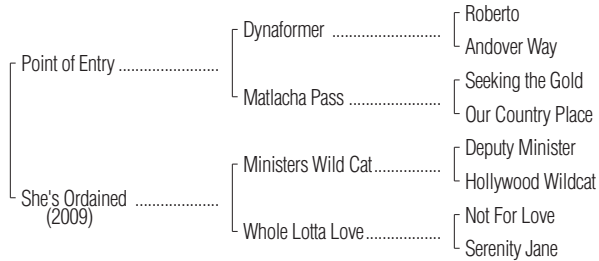 Roberto
Dynaformer ....................
Andover Way
Point of Entry ....................
Seeking the Gold
Matlacha Pass ....................
Our Country Place
Deputy Minister
Ministers Wild Cat................
Hollywood Wildcat
She's Ordained ................
(2009)
Not For Love
Whole Lotta Love..................
Serenity Jane